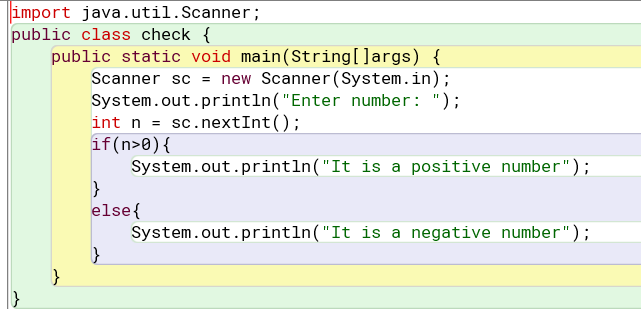 import java.util.Scanner;
public class check {
    public static void main(String[]args) {
        Scanner sc = new Scanner(System.in);
        System.out.println("Enter number: ");
        int n = sc.nextInt();
        if(n>0){
            System.out.println("It is a positive number");
        }
        else{
            System.out.println("It is a negative number");
        }
    }
}